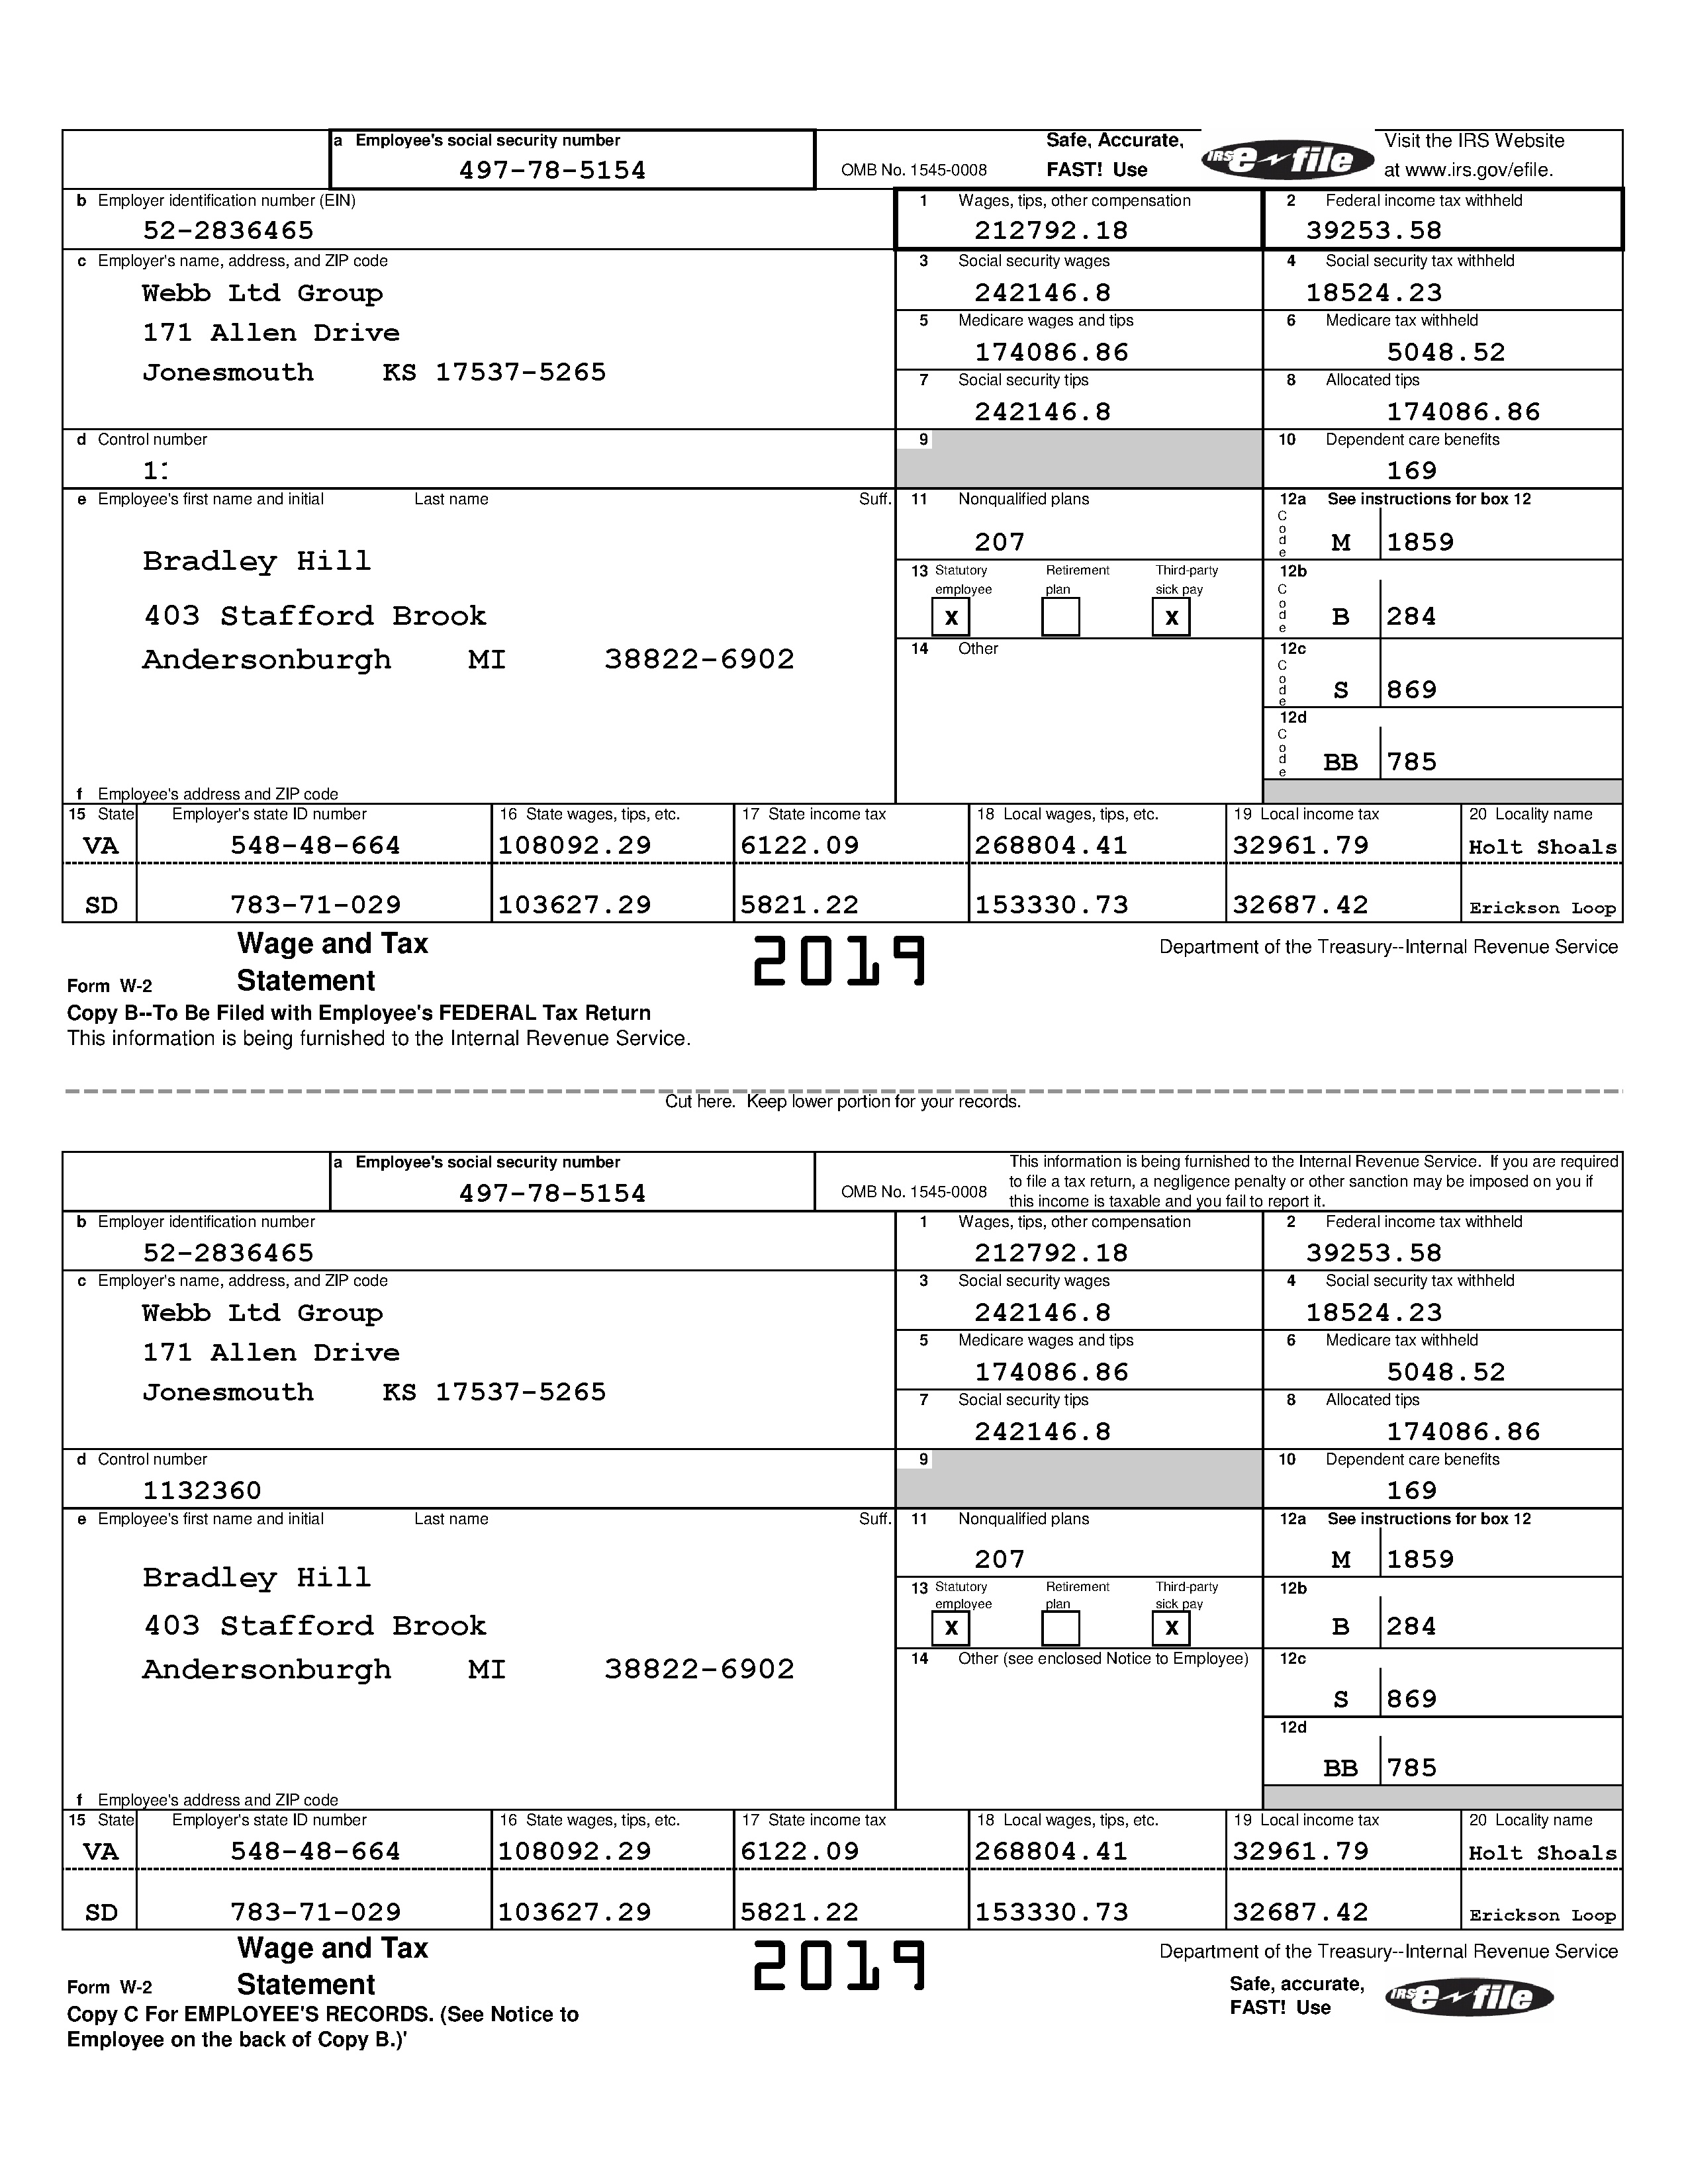 a Employee's social security number
497-78-5154
OMB No. 1545-0008
Safe, Accurate,
FAST! Use
IRS e-file
Visit the IRS Website
at www.irs.gov/efile.
b Employer identification number (EIN)
52-2836465
1 Wages, tips, other compensation
212792.18
2 Federal income tax withheld
39253.58
c Employer's name, address, and ZIP code
Webb Ltd Group
171 Allen Drive
Jonesmouth KS 17537-5265
3 Social security wages
242146.8
4 Social security tax withheld
18524.23
5 Medicare wages and tips
174086.86
6 Medicare tax withheld
5048.52
7 Social security tips
242146.8
8 Allocated tips
174086.86
d Control number
9
10 Dependent care benefits
169
e Employee's first name and initial Last name Suff.
Bradley Hill
403 Stafford Brook
Andersonburgh MI 38822-6902
f Employee's address and ZIP code
11 Nonqualified plans
207
12a See instructions for box 12
Code M 1859
13 Statutory employee Retirement plan Third-party sick pay
X X
12b
Code B 284
14 Other
12c
Code S 869
12d
Code BB 785
15 State Employer's state ID number 16 State wages, tips, etc. 17 State income tax 18 Local wages, tips, etc. 19 Local income tax 20 Locality name
VA 548-48-664 108092.29 6122.09 268804.41 32961.79 Holt Shoals
SD 783-71-029 103627.29 5821.22 153330.73 32687.42 Erickson Loop
Form W-2 Wage and Tax Statement
2019
Department of the Treasury--Internal Revenue Service
Copy B--To Be Filed with Employee's FEDERAL Tax Return
This information is being furnished to the Internal Revenue Service.
Cut here. Keep lower portion for your records.
a Employee's social security number
497-78-5154
OMB No. 1545-0008
This information is being furnished to the Internal Revenue Service. If you are required
to file a tax return, a negligence penalty or other sanction may be imposed on you if
this income is taxable and you fail to report it.
b Employer identification number
52-2836465
1 Wages, tips, other compensation
212792.18
2 Federal income tax withheld
39253.58
c Employer's name, address, and ZIP code
Webb Ltd Group
171 Allen Drive
Jonesmouth KS 17537-5265
3 Social security wages
242146.8
4 Social security tax withheld
18524.23
5 Medicare wages and tips
174086.86
6 Medicare tax withheld
5048.52
7 Social security tips
242146.8
8 Allocated tips
174086.86
d Control number
1132360
9
10 Dependent care benefits
169
e Employee's first name and initial Last name Suff.
Bradley Hill
403 Stafford Brook
Andersonburgh MI 38822-6902
f Employee's address and ZIP code
11 Nonqualified plans
207
12a See instructions for box 12
M 1859
13 Statutory employee Retirement plan Third-party sick pay
X X
12b
B 284
14 Other (see enclosed Notice to Employee)
12c
S 869
12d
BB 785
15 State Employer's state ID number 16 State wages, tips, etc. 17 State income tax 18 Local wages, tips, etc. 19 Local income tax 20 Locality name
VA 548-48-664 108092.29 6122.09 268804.41 32961.79 Holt Shoals
SD 783-71-029 103627.29 5821.22 153330.73 32687.42 Erickson Loop
Form W-2 Wage and Tax Statement
2019
Department of the Treasury--Internal Revenue Service
Safe, accurate,
FAST! Use
IRS e-file
Copy C For EMPLOYEE'S RECORDS. (See Notice to
Employee on the back of Copy B.)'